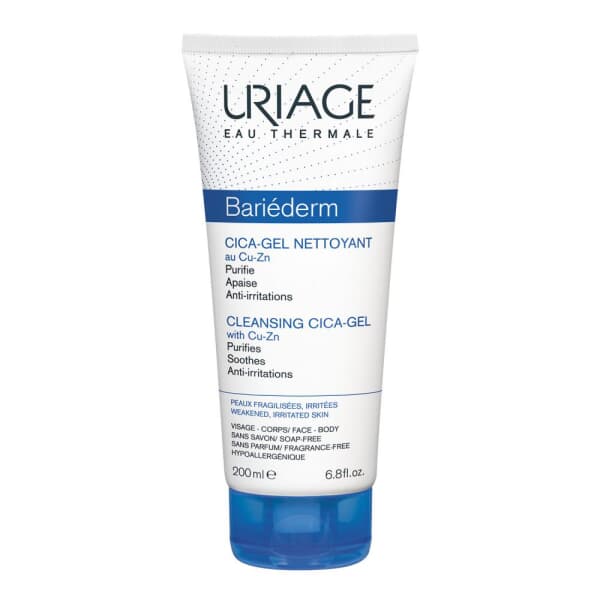 URIAGE
EAU THERMALE
Bariéderm
CICA-GEL NETTOYANT
au Cu-Zn
Purifie
Apaise
Anti-irritations
CLEANSING CICA-GEL
with Cu-Zn
Purifies
Soothes
Anti-irritations
PEAUX FRAGILISÉES, IRRITÉES
WEAKENED, IRRITATED SKIN
VISAGE - CORPS/ FACE - BODY
SANS SAVON/ SOAP-FREE
SANS PARFUM/ FRAGRANCE-FREE
HYPOALLERGÉNIQUE
200 ml e 6.8fl.oz.